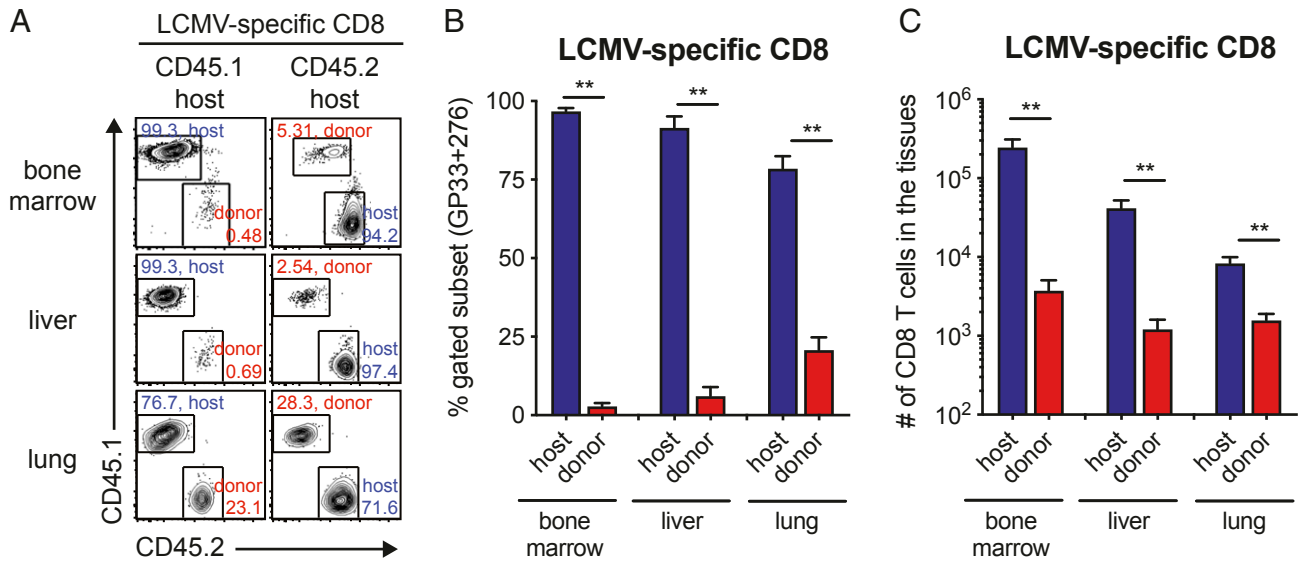 A
LCMV-specific CD8
CD45.1
host
CD45.2
host
bone
marrow
99.3, host
donor
0.48
5.31, donor
host
94.2
liver
99.3, host
donor
0.69
2.54, donor
host
97.4
lung
76.7, host
donor
23.1
28.3, donor
host
71.6
CD45.1
CD45.2
B
LCMV-specific CD8
% gated subset (GP33+276)
100
75
50
25
0
**
**
**
host
donor
host
donor
host
donor
bone
marrow
liver
lung
C
LCMV-specific CD8
# of CD8 T cells in the tissues
10⁶
10⁵
10⁴
10³
10²
**
**
**
host
donor
host
donor
host
donor
bone
marrow
liver
lung